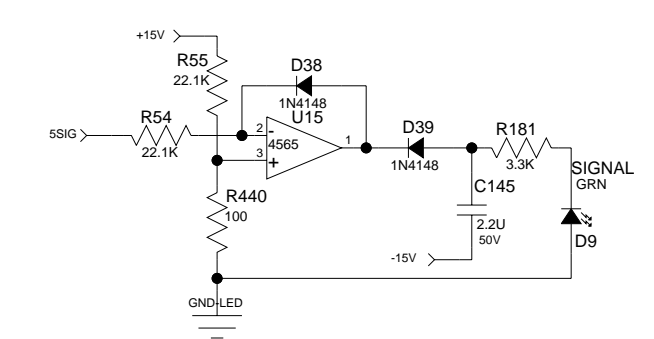 +15V
R55
22.1K
D38
1N4148
U15
5SIG
R54
22.1K
2
-
4565
3
+
1
D39
1N4148
R181
3.3K
SIGNAL
GRN
R440
100
C145
2.2U
50V
D9
-15V
GND-LED